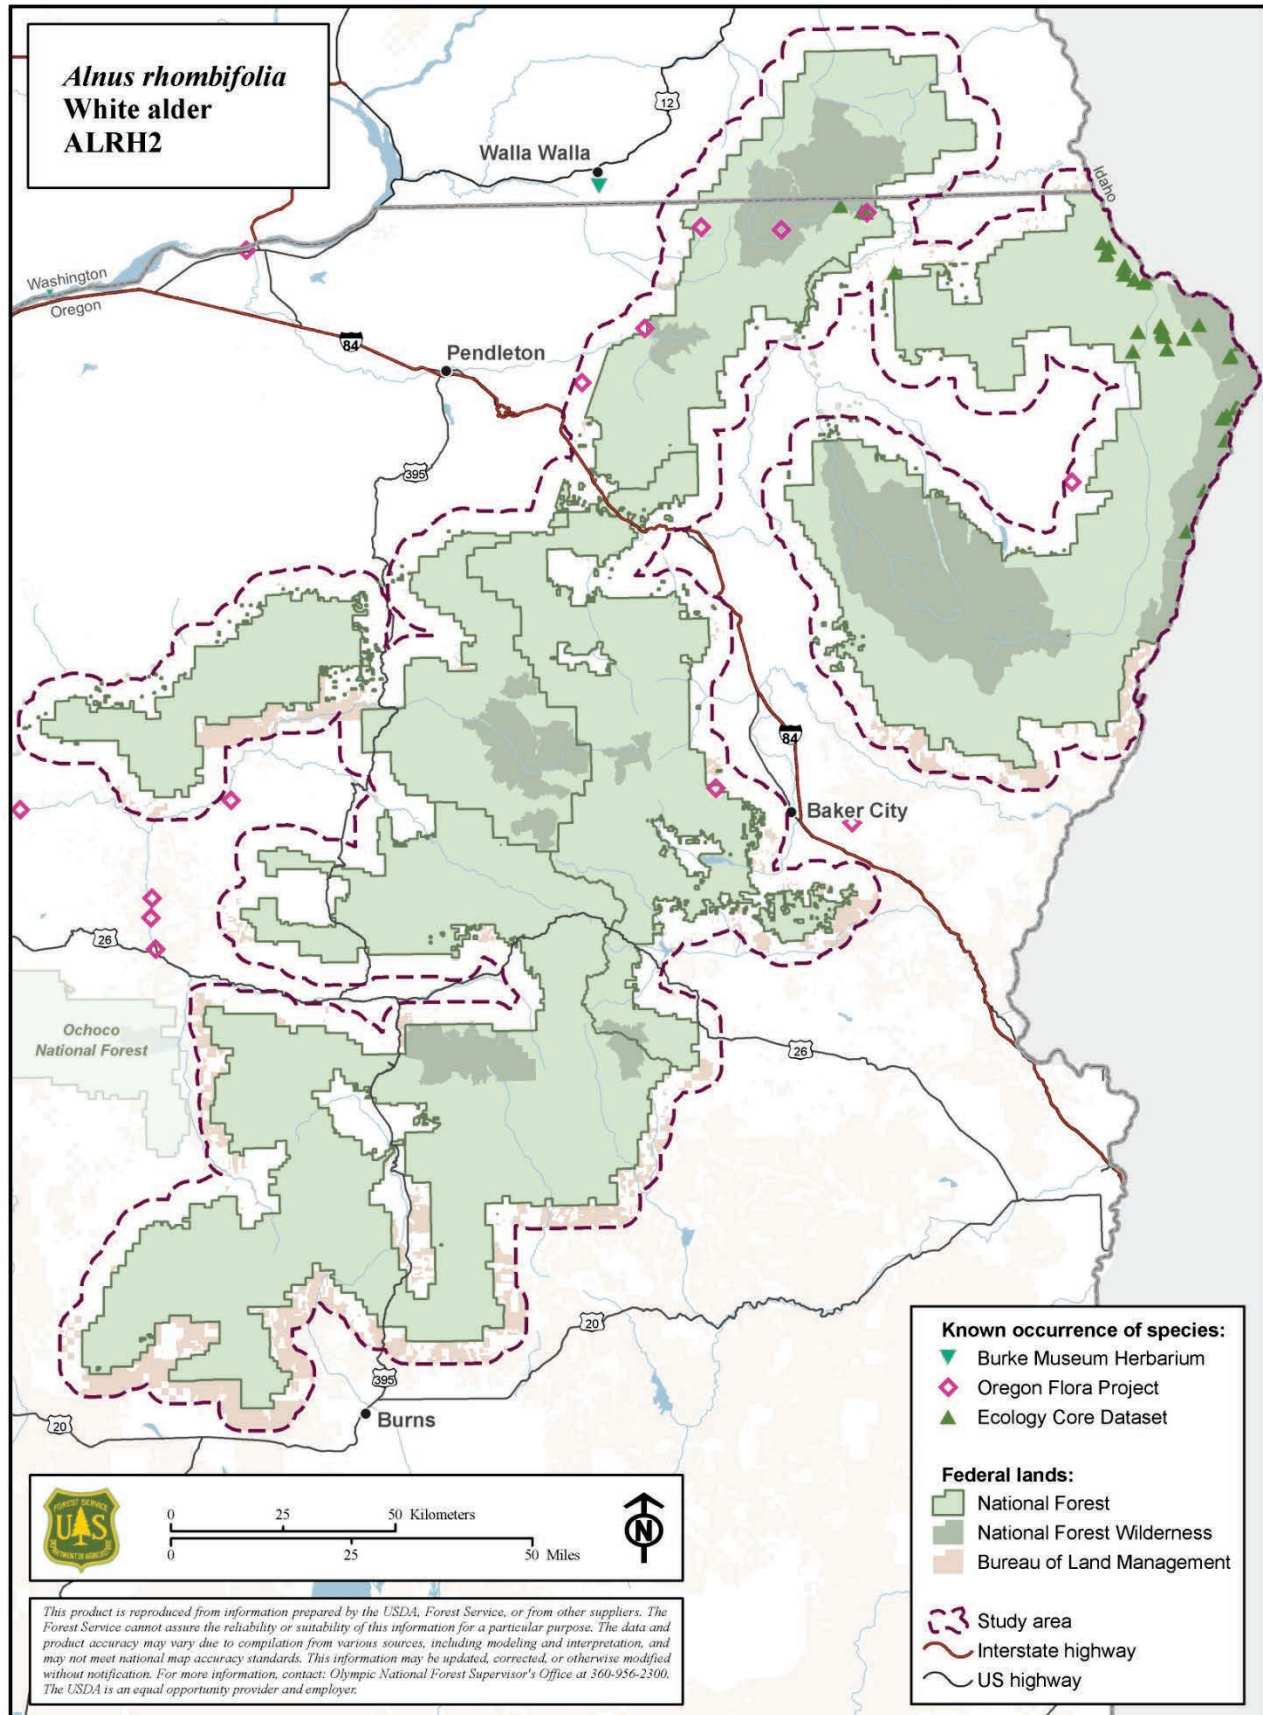 Alnus rhombifolia
White alder
ALRH2
12
Walla Walla
Idaho
Washington
Oregon
84
Pendleton
395
84
Baker City
26
Ochoco
National Forest
26
20
395
Burns
20
Known occurrence of species:
Burke Museum Herbarium
Oregon Flora Project
Ecology Core Dataset
Federal lands:
National Forest
National Forest Wilderness
Bureau of Land Management
Study area
Interstate highway
US highway
FOREST SERVICE
U S
DEPARTMENT OF AGRICULTURE
0 25 50 Kilometers
0 25 50 Miles
N
This product is reproduced from information prepared by the USDA, Forest Service, or from other suppliers. The
Forest Service cannot assure the reliability or suitability of this information for a particular purpose. The data and
product accuracy may vary due to compilation from various sources, including modeling and interpretation, and
may not meet national map accuracy standards. This information may be updated, corrected, or otherwise modified
without notification. For more information, contact: Olympic National Forest Supervisor's Office at 360-956-2300.
The USDA is an equal opportunity provider and employer.